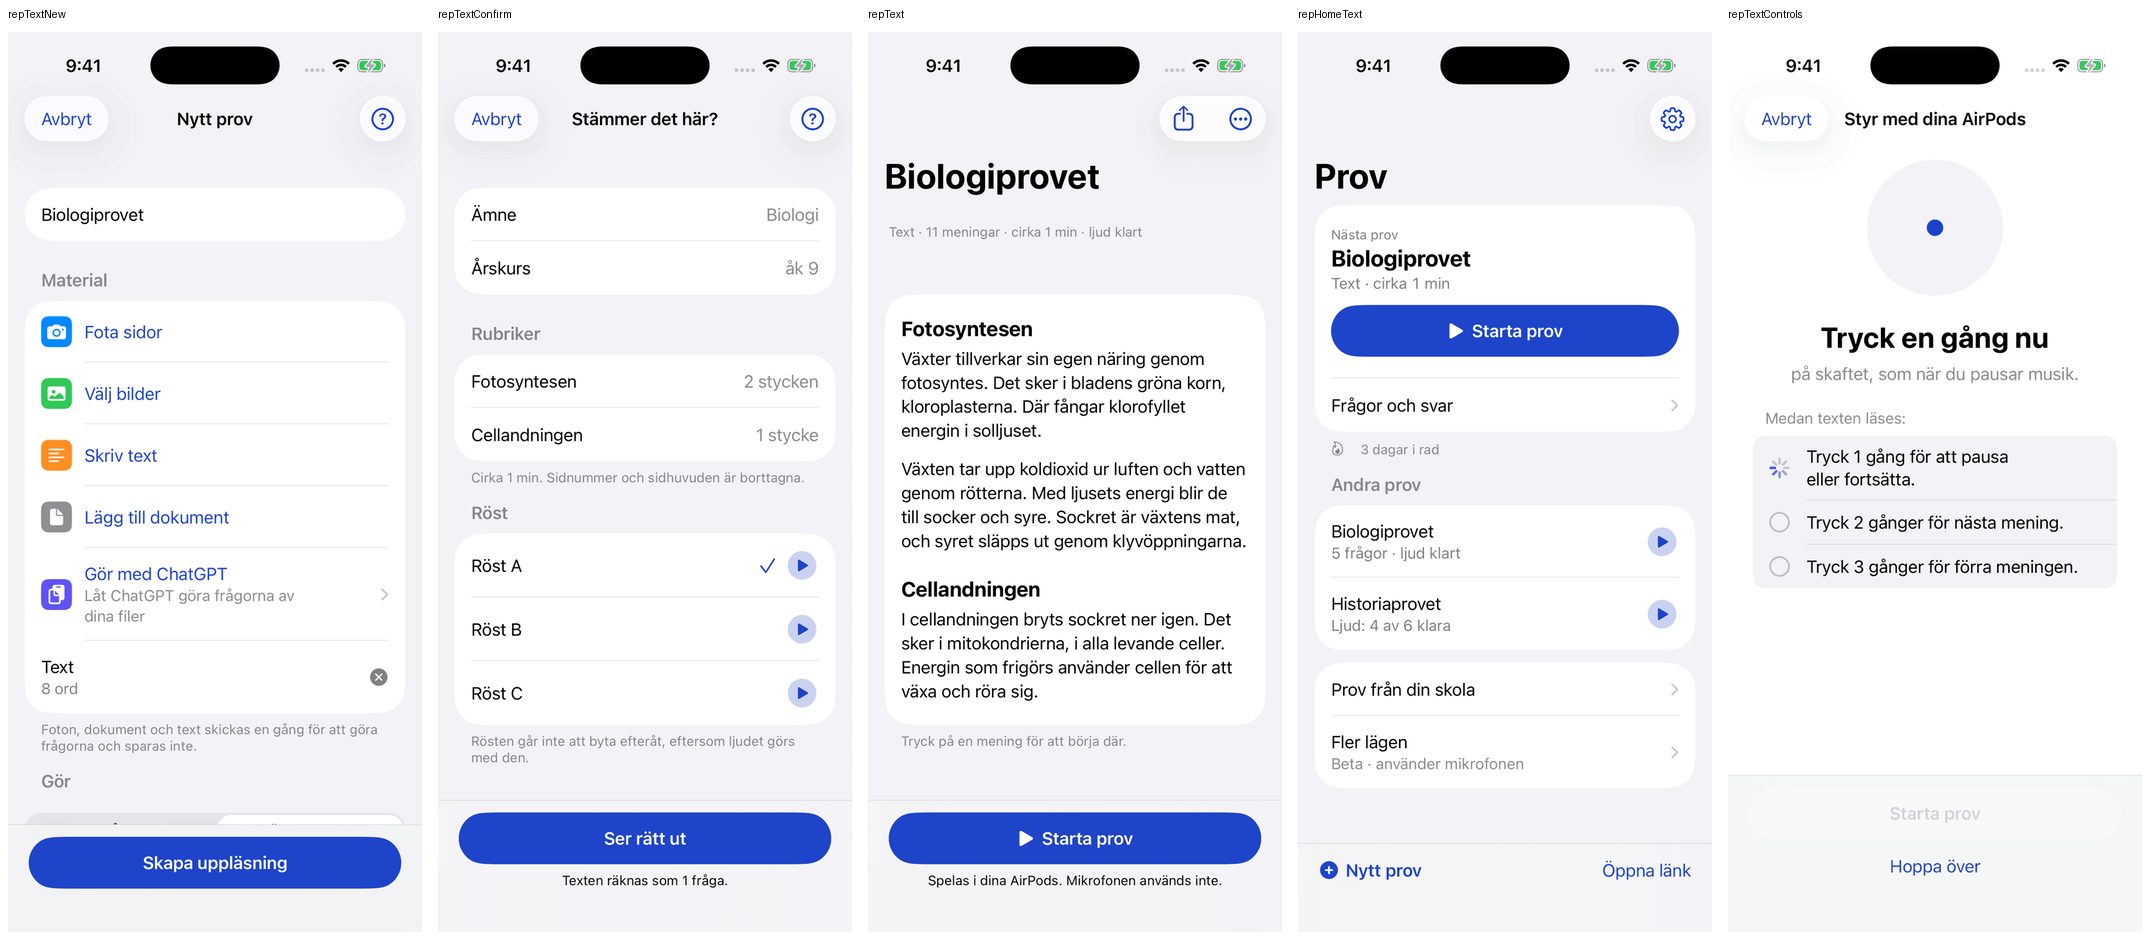 repTextNew
9:41
Avbryt
Nytt prov
Biologiprovet
Material
Fota sidor
Välj bilder
Skriv text
Lägg till dokument
Gör med ChatGPT
Låt ChatGPT göra frågorna av
dina filer
Text
8 ord
Foton, dokument och text skickas en gång för att göra
frågorna och sparas inte.
Gör
Skapa uppläsning
repTextConfirm
9:41
Avbryt
Stämmer det här?
Ämne
Biologi
Årskurs
åk 9
Rubriker
Fotosyntesen
2 stycken
Cellandningen
1 stycke
Cirka 1 min. Sidnummer och sidhuvuden är borttagna.
Röst
Röst A
Röst B
Röst C
Rösten går inte att byta efteråt, eftersom ljudet görs
med den.
Ser rätt ut
Texten räknas som 1 fråga.
repText
9:41
Biologiprovet
Text · 11 meningar · cirka 1 min · ljud klart
Fotosyntesen
Växter tillverkar sin egen näring genom
fotosyntes. Det sker i bladens gröna korn,
kloroplasterna. Där fångar klorofyllet
energin i solljuset.
Växten tar upp koldioxid ur luften och vatten
genom rötterna. Med ljusets energi blir de
till socker och syre. Sockret är växtens mat,
och syret släpps ut genom klyvöppningarna.
Cellandningen
I cellandningen bryts sockret ner igen. Det
sker i mitokondrierna, i alla levande celler.
Energin som frigörs använder cellen för att
växa och röra sig.
Tryck på en mening för att börja där.
Starta prov
Spelas i dina AirPods. Mikrofonen används inte.
repHomeText
9:41
Prov
Nästa prov
Biologiprovet
Text · cirka 1 min
Starta prov
Frågor och svar
3 dagar i rad
Andra prov
Biologiprovet
5 frågor · ljud klart
Historiaprovet
Ljud: 4 av 6 klara
Prov från din skola
Fler lägen
Beta · använder mikrofonen
Nytt prov
Öppna länk
repTextControls
9:41
Avbryt
Styr med dina AirPods
Tryck en gång nu
på skaftet, som när du pausar musik.
Medan texten läses:
Tryck 1 gång för att pausa
eller fortsätta.
Tryck 2 gånger för nästa mening.
Tryck 3 gånger för förra meningen.
Starta prov
Hoppa över